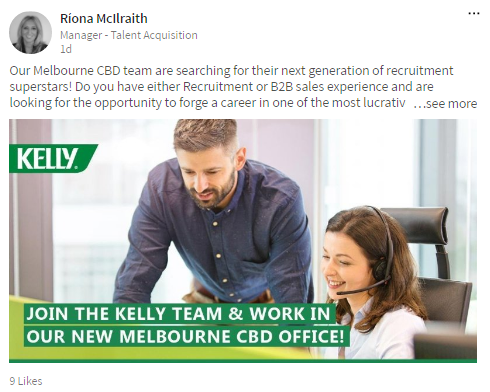 Ríona McIlraith
Manager - Talent Acquisition
1d
Our Melbourne CBD team are searching for their next generation of recruitment
superstars! Do you have either Recruitment or B2B sales experience and are
looking for the opportunity to forge a career in one of the most lucrativ ...see more
KELLY
JOIN THE KELLY TEAM & WORK IN
OUR NEW MELBOURNE CBD OFFICE!
9 Likes